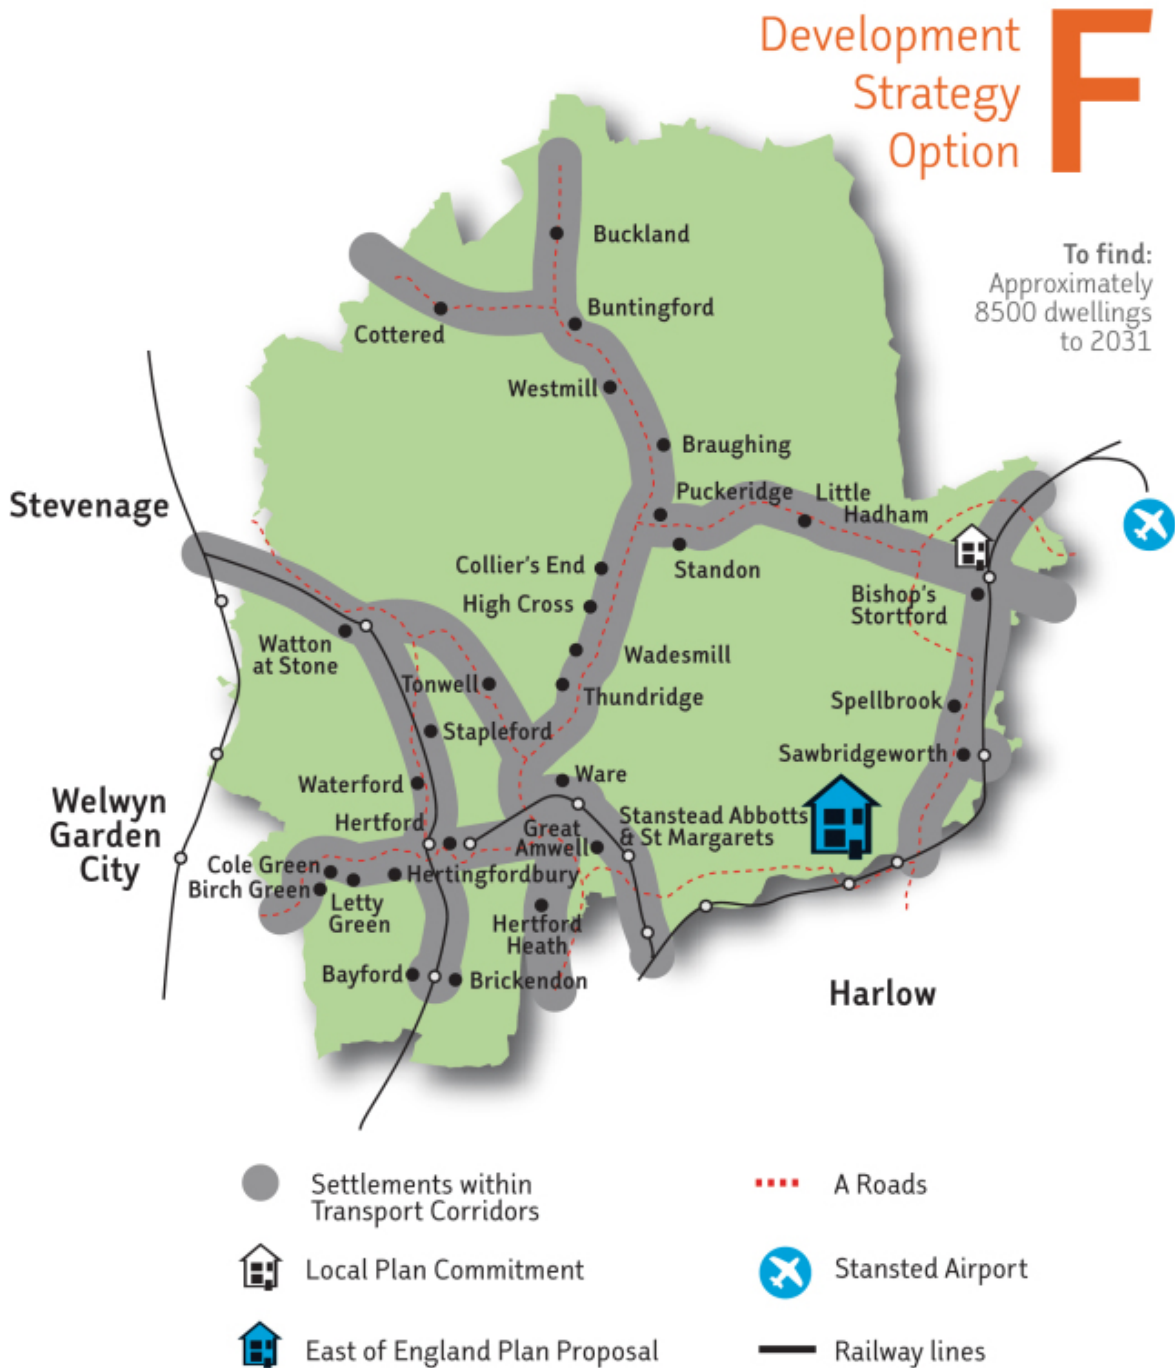 Development
Strategy
Option
F
To find:
Approximately
8500 dwellings
to 2031
Buckland
Buntingford
Cottered
Westmill
Braughing
Stevenage
Puckeridge
Little
Hadham
Collier's End
Standon
High Cross
Bishop's
Stortford
Watton
at Stone
Wadesmill
Tonwell
Thundridge
Spellbrook
Stapleford
Sawbridgeworth
Ware
Waterford
Welwyn
Garden
City
Stanstead Abbotts
& St Margarets
Hertford
Great
Amwell
Cole Green
Hertingfordbury
Birch Green
Letty
Green
Hertford
Heath
Bayford
Brickendon
Harlow
Settlements within
Transport Corridors
A Roads
Local Plan Commitment
Stansted Airport
East of England Plan Proposal
Railway lines